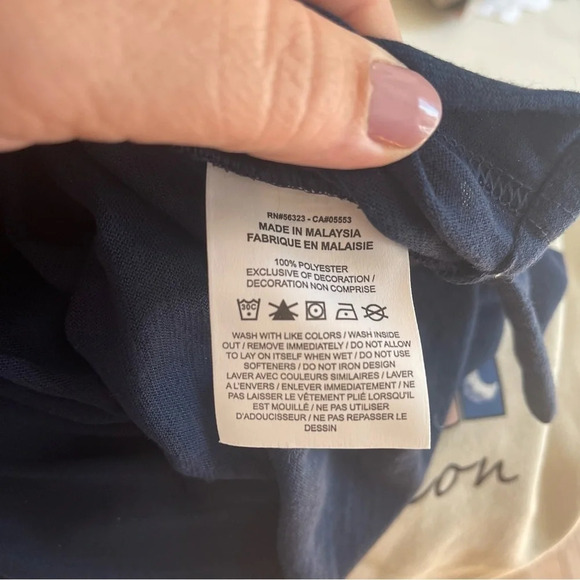 RN#56323 - CA#05553
MADE IN MALAYSIA
FABRIQUE EN MALAISIE
100% POLYESTER
EXCLUSIVE OF DECORATION /
DECORATION NON COMPRISE
30C
WASH WITH LIKE COLORS / WASH INSIDE
OUT / REMOVE IMMEDIATELY / DO NOT ALLOW
TO LAY ON ITSELF WHEN WET / DO NOT USE
SOFTENERS / DO NOT IRON DESIGN
LAVER AVEC COULEURS SIMILAIRES / LAVER
A L'ENVERS / ENLEVER IMMÉDIATEMENT / NE
PAS LAISSER LE VÊTEMENT PLIÉ LORSQU'IL
EST MOUILLÉ / NE PAS UTILISER
D'ADOUCISSEUR / NE PAS REPASSER LE
DESSIN